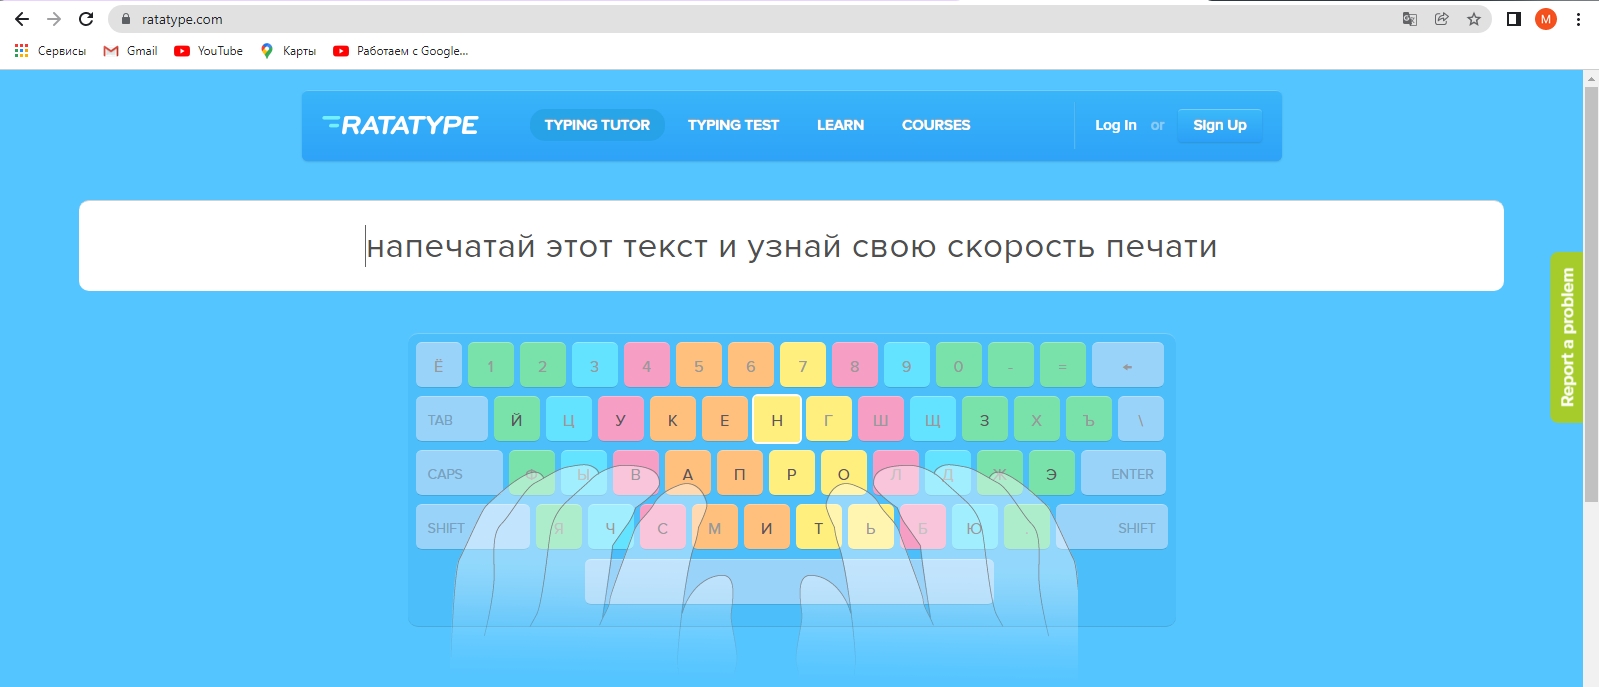 ratatype.com
M
Сервисы Gmail YouTube Карты Работаем с Google...
RATATYPE TYPING TUTOR TYPING TEST LEARN COURSES Log In or Sign Up
напечатай этот текст и узнай свою скорость печати
Report a problem
Ё 1 2 3 4 5 6 7 8 9 0 - = ←
TAB Й Ц У К Е Н Г Ш Щ З Х Ъ \
CAPS Ф Ы В А П Р О Л Д Ж Э ENTER
SHIFT Я Ч С М И Т Ь Б Ю . SHIFT